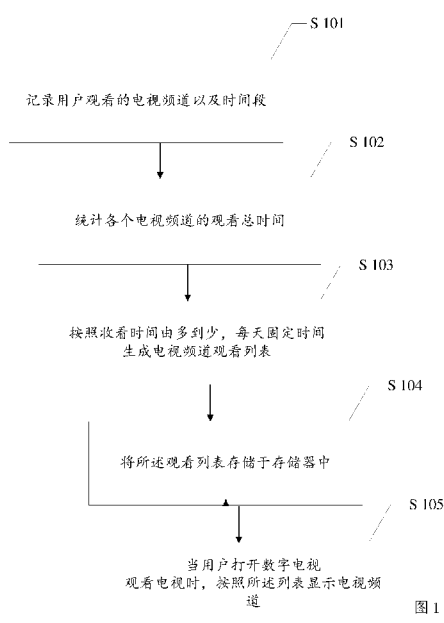 S 101
记录用户观看的电视频道以及时间段
S 102
统计各个电视频道的观看总时间
S 103
按照收看时间由多到少，每天固定时间
生成电视频道观看列表
S 104
将所述观看列表存储于存储器中
S 105
当用户打开数字电视
观看电视时，按照所述列表显示电视频
道
图 1